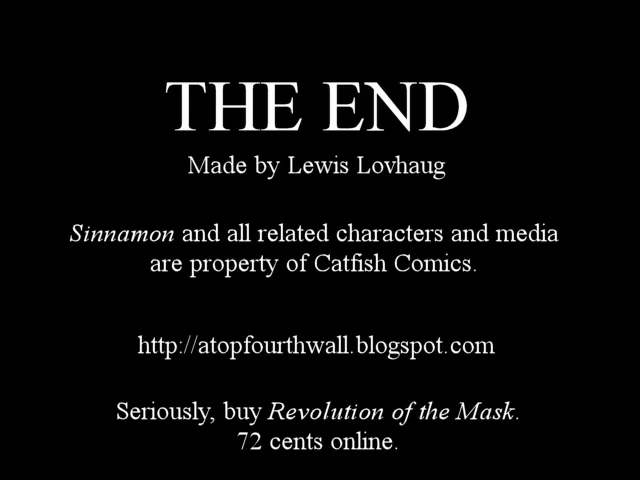 THE END
Made by Lewis Lovhaug
Sinnamon and all related characters and media
are property of Catfish Comics.
http://atopfourthwall.blogspot.com
Seriously, buy Revolution of the Mask.
72 cents online.